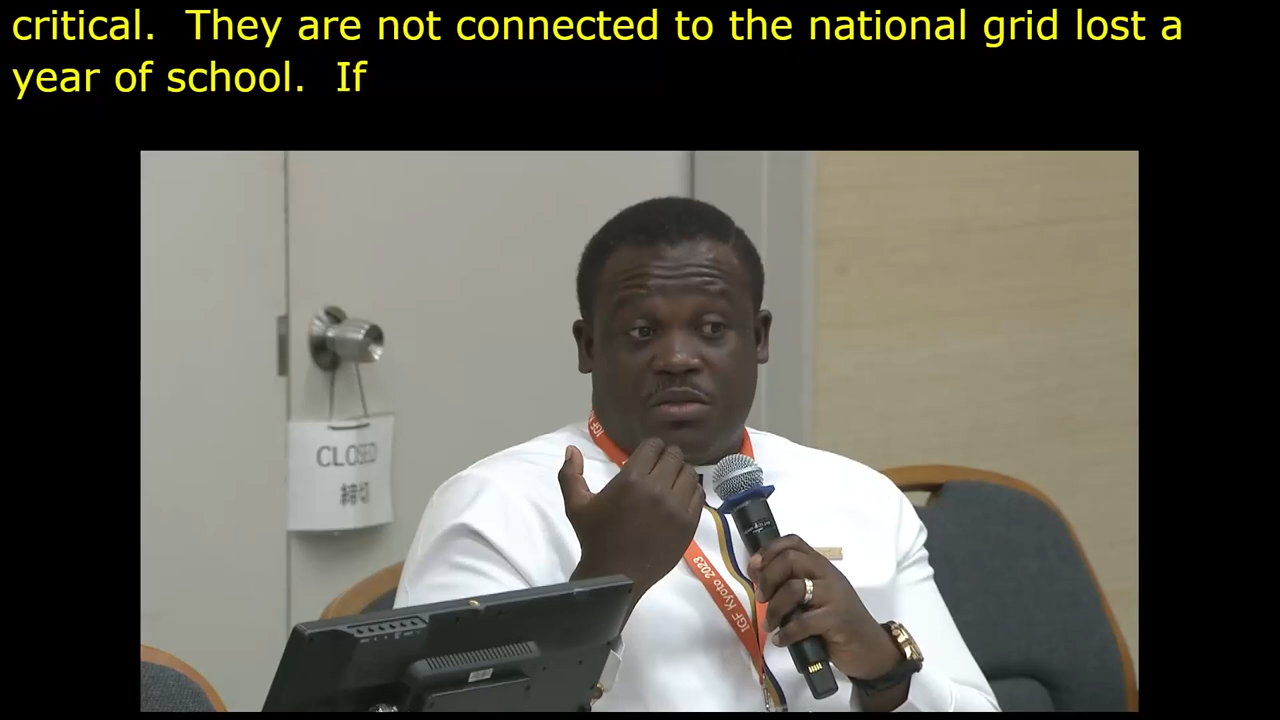 critical.  They are not connected to the national grid lost a
year of school.  If
CLOSED
締切
IGF Kyoto 2023